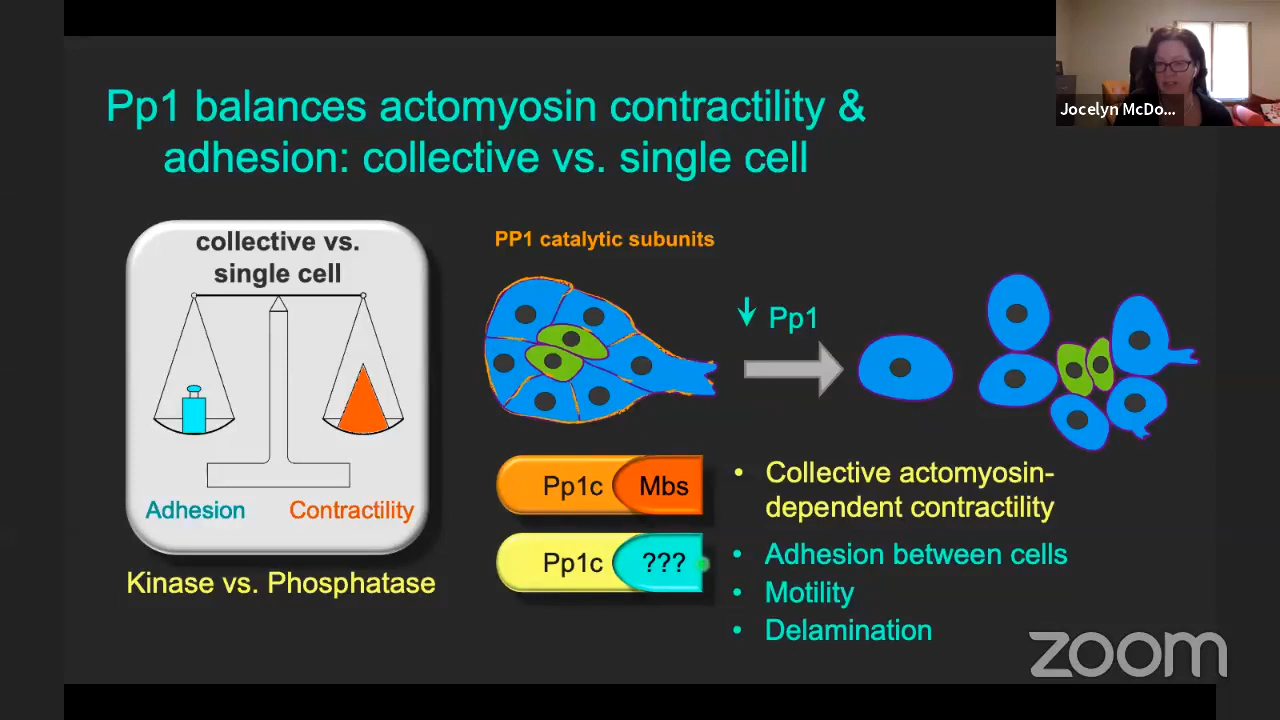 Jocelyn McDo...
Pp1 balances actomyosin contractility &
adhesion: collective vs. single cell
collective vs.
single cell
Adhesion
Contractility
Kinase vs. Phosphatase
PP1 catalytic subunits
↓ Pp1
Pp1c Mbs
Pp1c ???
• Collective actomyosin-
dependent contractility
• Adhesion between cells
• Motility
• Delamination
zoom